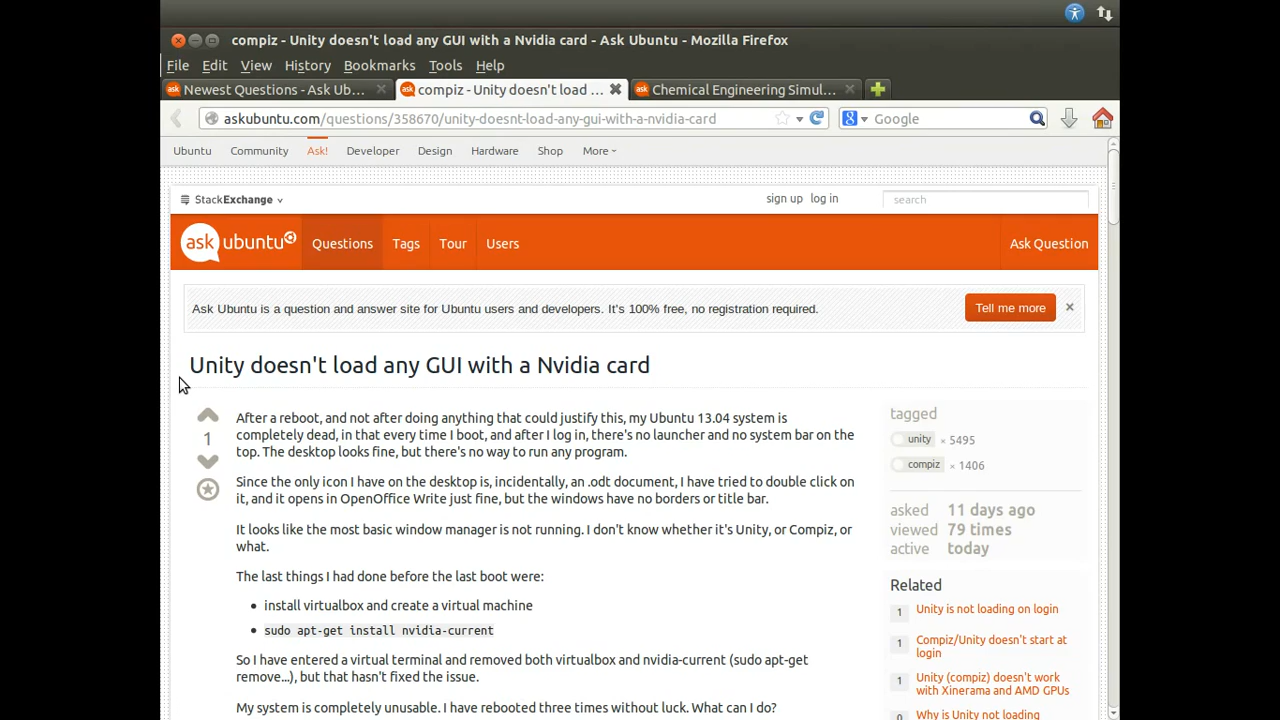 compiz - Unity doesn't load any GUI with a Nvidia card - Ask Ubuntu - Mozilla Firefox
File Edit View History Bookmarks Tools Help
ask Newest Questions - Ask Ub... ask compiz - Unity doesn't load ... ask Chemical Engineering Simul...
askubuntu.com/questions/358670/unity-doesnt-load-any-gui-with-a-nvidia-card 8 Google
Ubuntu Community Ask! Developer Design Hardware Shop More
StackExchange sign up log in search
ask ubuntu Questions Tags Tour Users Ask Question
Ask Ubuntu is a question and answer site for Ubuntu users and developers. It's 100% free, no registration required. Tell me more ×
Unity doesn't load any GUI with a Nvidia card
After a reboot, and not after doing anything that could justify this, my Ubuntu 13.04 system is
completely dead, in that every time I boot, and after I log in, there's no launcher and no system bar on the
top. The desktop looks fine, but there's no way to run any program.
1
Since the only icon I have on the desktop is, incidentally, an .odt document, I have tried to double click on
it, and it opens in OpenOffice Write just fine, but the windows have no borders or title bar.
It looks like the most basic window manager is not running. I don't know whether it's Unity, or Compiz, or
what.
The last things I had done before the last boot were:
• install virtualbox and create a virtual machine
• sudo apt-get install nvidia-current
So I have entered a virtual terminal and removed both virtualbox and nvidia-current (sudo apt-get
remove...), but that hasn't fixed the issue.
My system is completely unusable. I have rebooted three times without luck. What can I do?
tagged
unity × 5495
compiz × 1406
asked 11 days ago
viewed 79 times
active today
Related
1 Unity is not loading on login
1 Compiz/Unity doesn't start at
login
1 Unity (compiz) doesn't work
with Xinerama and AMD GPUs
0 Why is Unity not loading